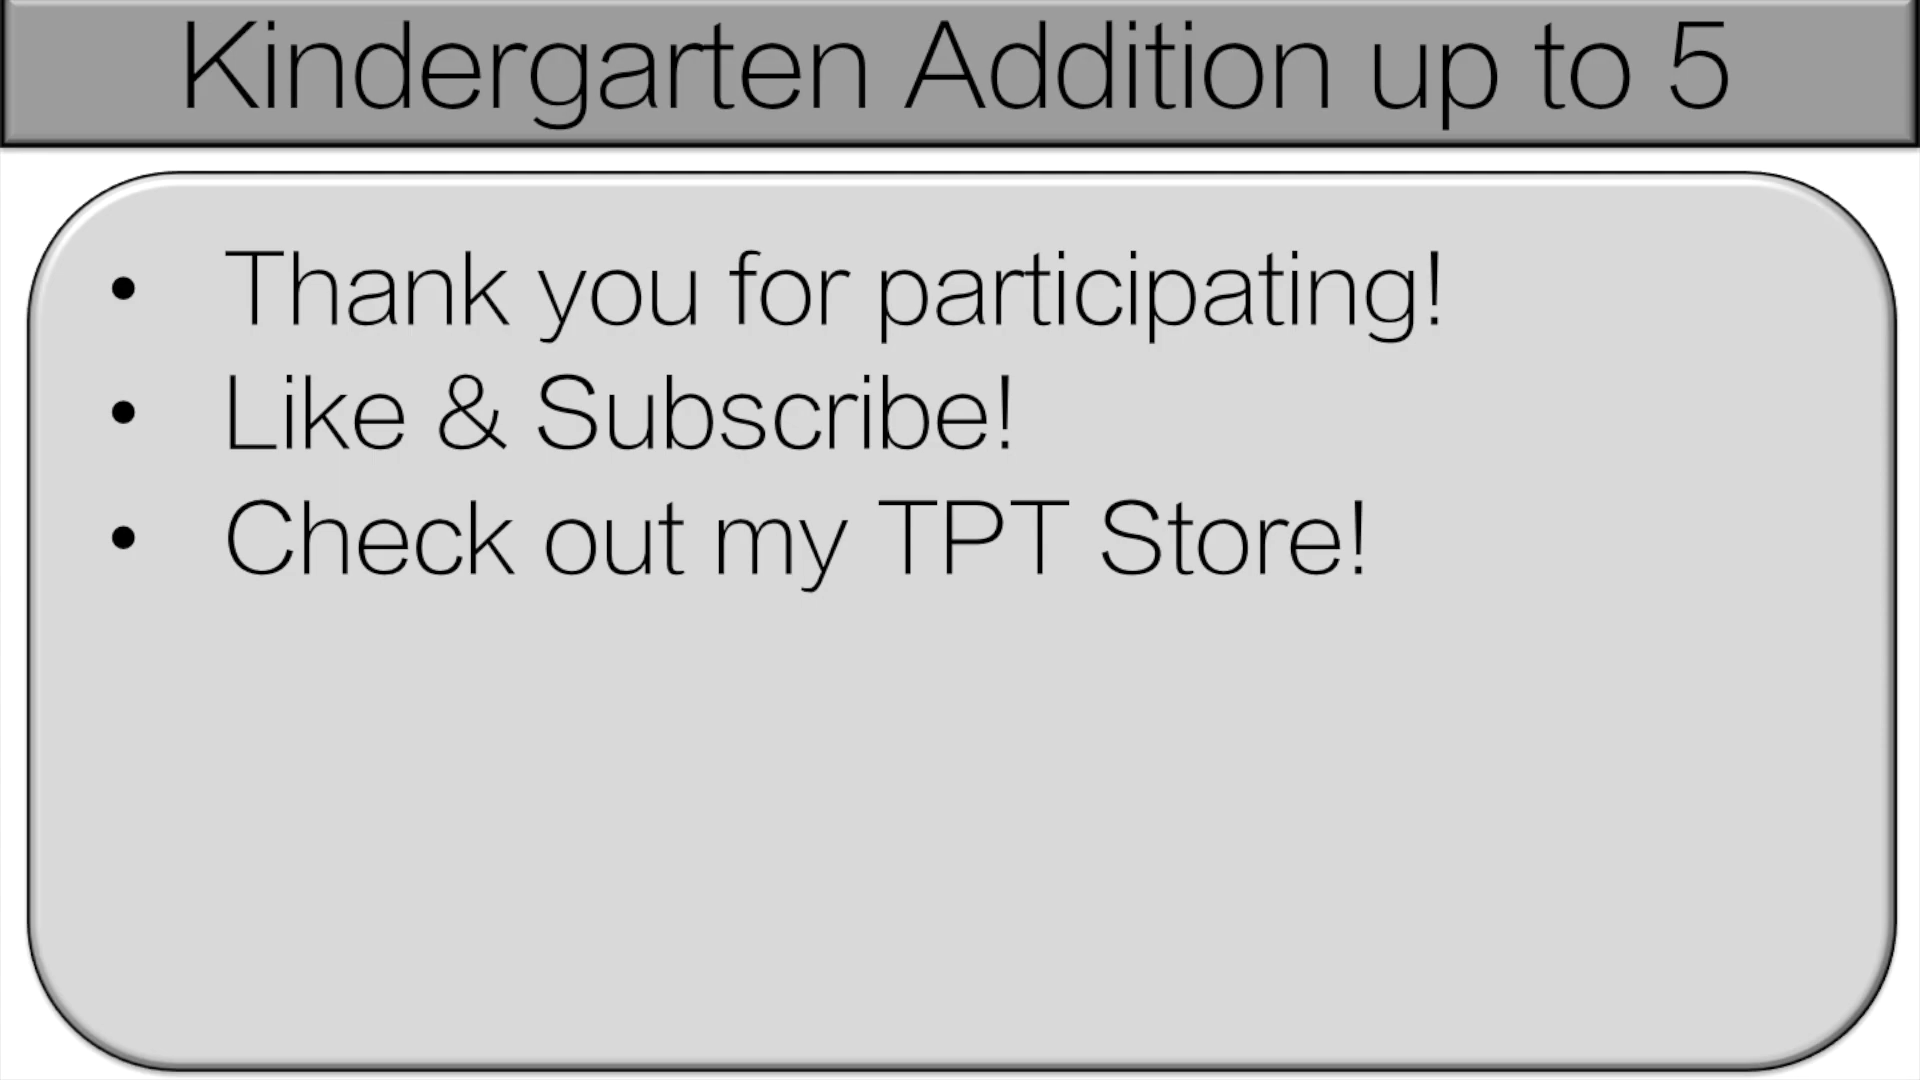 Kindergarten Addition up to 5
• Thank you for participating!
• Like & Subscribe!
• Check out my TPT Store!